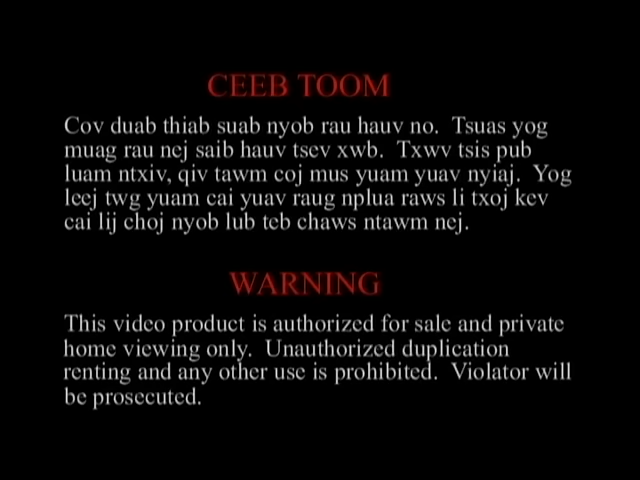 CEEB TOOM
Cov duab thiab suab nyob rau hauv no. Tsuas yog
muag rau nej saib hauv tsev xwb. Txwv tsis pub
luam ntxiv, qiv tawm coj mus yuam yuav nyiaj. Yog
leej twg yuam cai yuav raug nplua raws li txoj kev
cai lij choj nyob lub teb chaws ntawm nej.
WARNING
This video product is authorized for sale and private
home viewing only. Unauthorized duplication
renting and any other use is prohibited. Violator will
be prosecuted.